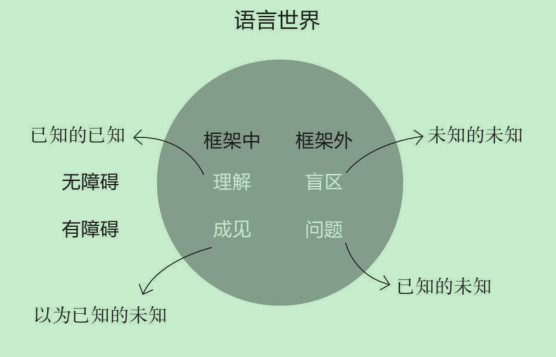 语言世界
已知的已知
框架中 框架外
未知的未知
无障碍 理解 盲区
有障碍 成见 问题
已知的未知
以为已知的未知